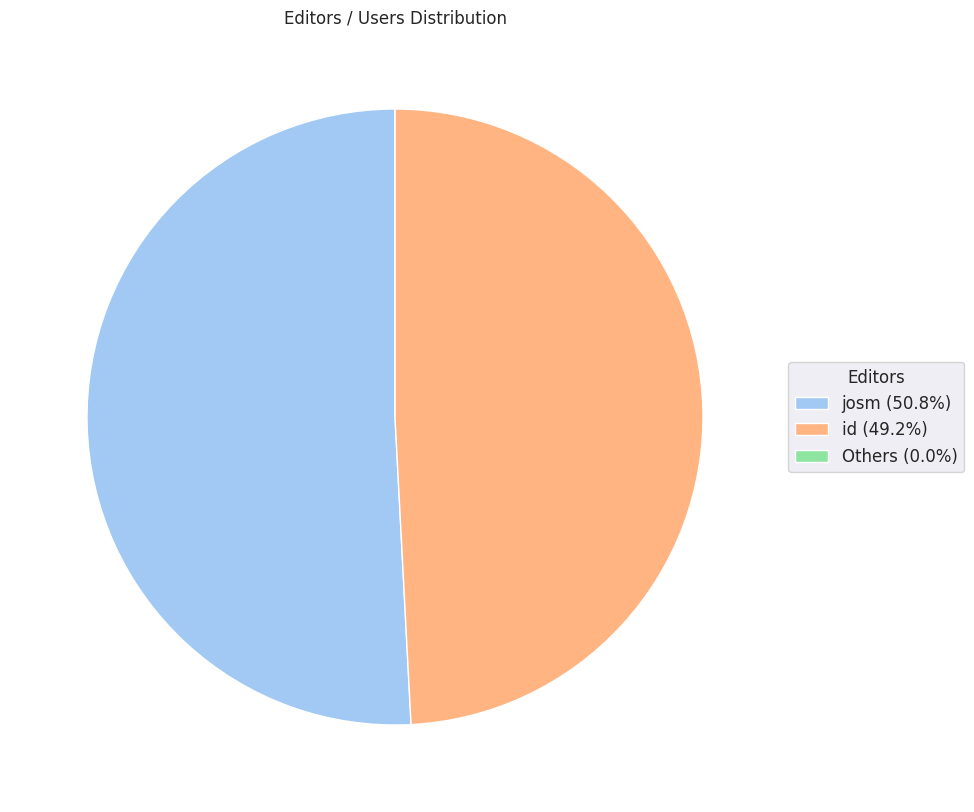 Editors / Users Distribution
Editors
josm (50.8%)
id (49.2%)
Others (0.0%)